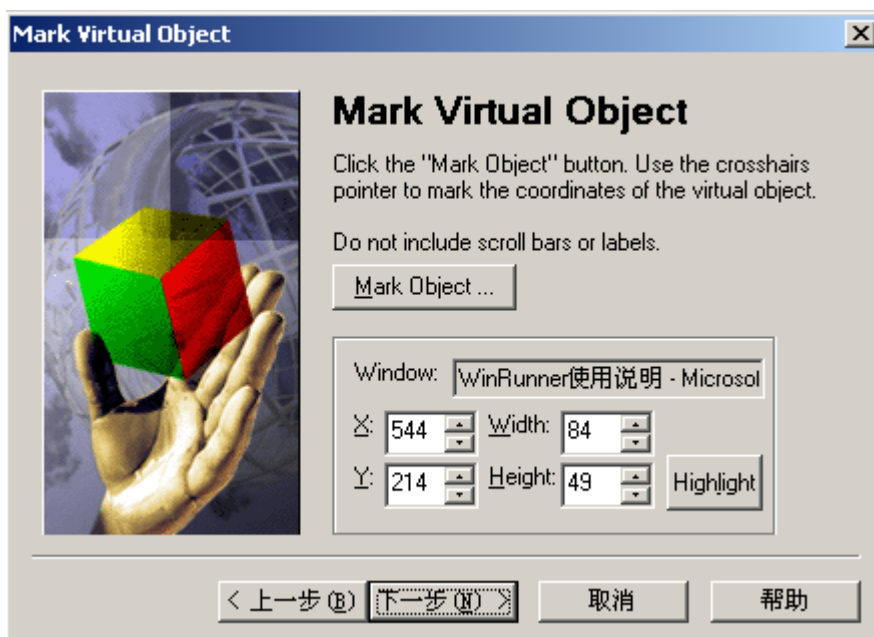 Mark Virtual Object
Mark Virtual Object
Click the "Mark Object" button. Use the crosshairs
pointer to mark the coordinates of the virtual object.
Do not include scroll bars or labels.
Mark Object ...
Window: WinRunner使用说明 - Microsof
X: 544 Width: 84
Y: 214 Height: 49 Highlight
< 上一步(B) 下一步(N) > 取消 帮助